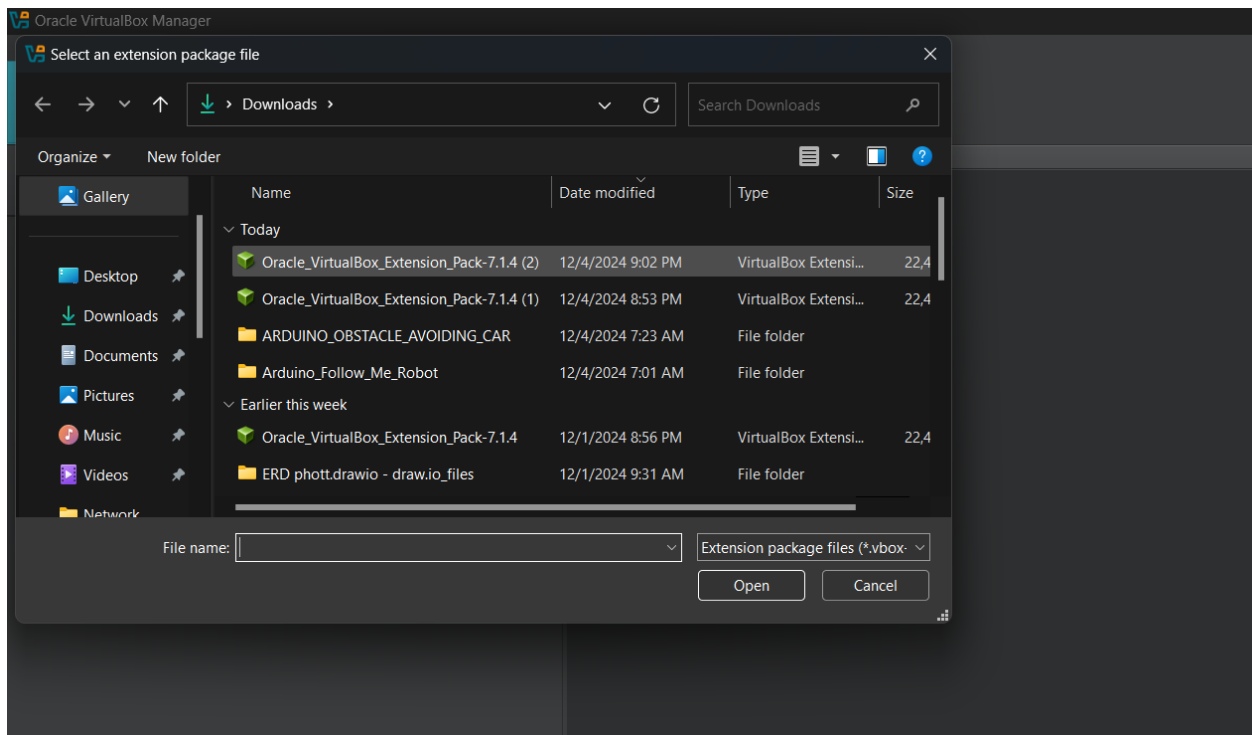 Oracle VirtualBox Manager
Select an extension package file
Downloads
Search Downloads
Organize
New folder
Gallery
Desktop
Downloads
Documents
Pictures
Music
Videos
Network
Name Date modified Type Size
Today
Oracle_VirtualBox_Extension_Pack-7.1.4 (2) 12/4/2024 9:02 PM VirtualBox Extensi... 22,4
Oracle_VirtualBox_Extension_Pack-7.1.4 (1) 12/4/2024 8:53 PM VirtualBox Extensi... 22,4
ARDUINO_OBSTACLE_AVOIDING_CAR 12/4/2024 7:23 AM File folder
Arduino_Follow_Me_Robot 12/4/2024 7:01 AM File folder
Earlier this week
Oracle_VirtualBox_Extension_Pack-7.1.4 12/1/2024 8:56 PM VirtualBox Extensi... 22,4
ERD phott.drawio - draw.io_files 12/1/2024 9:31 AM File folder
File name:
Extension package files (*.vbox-
Open
Cancel